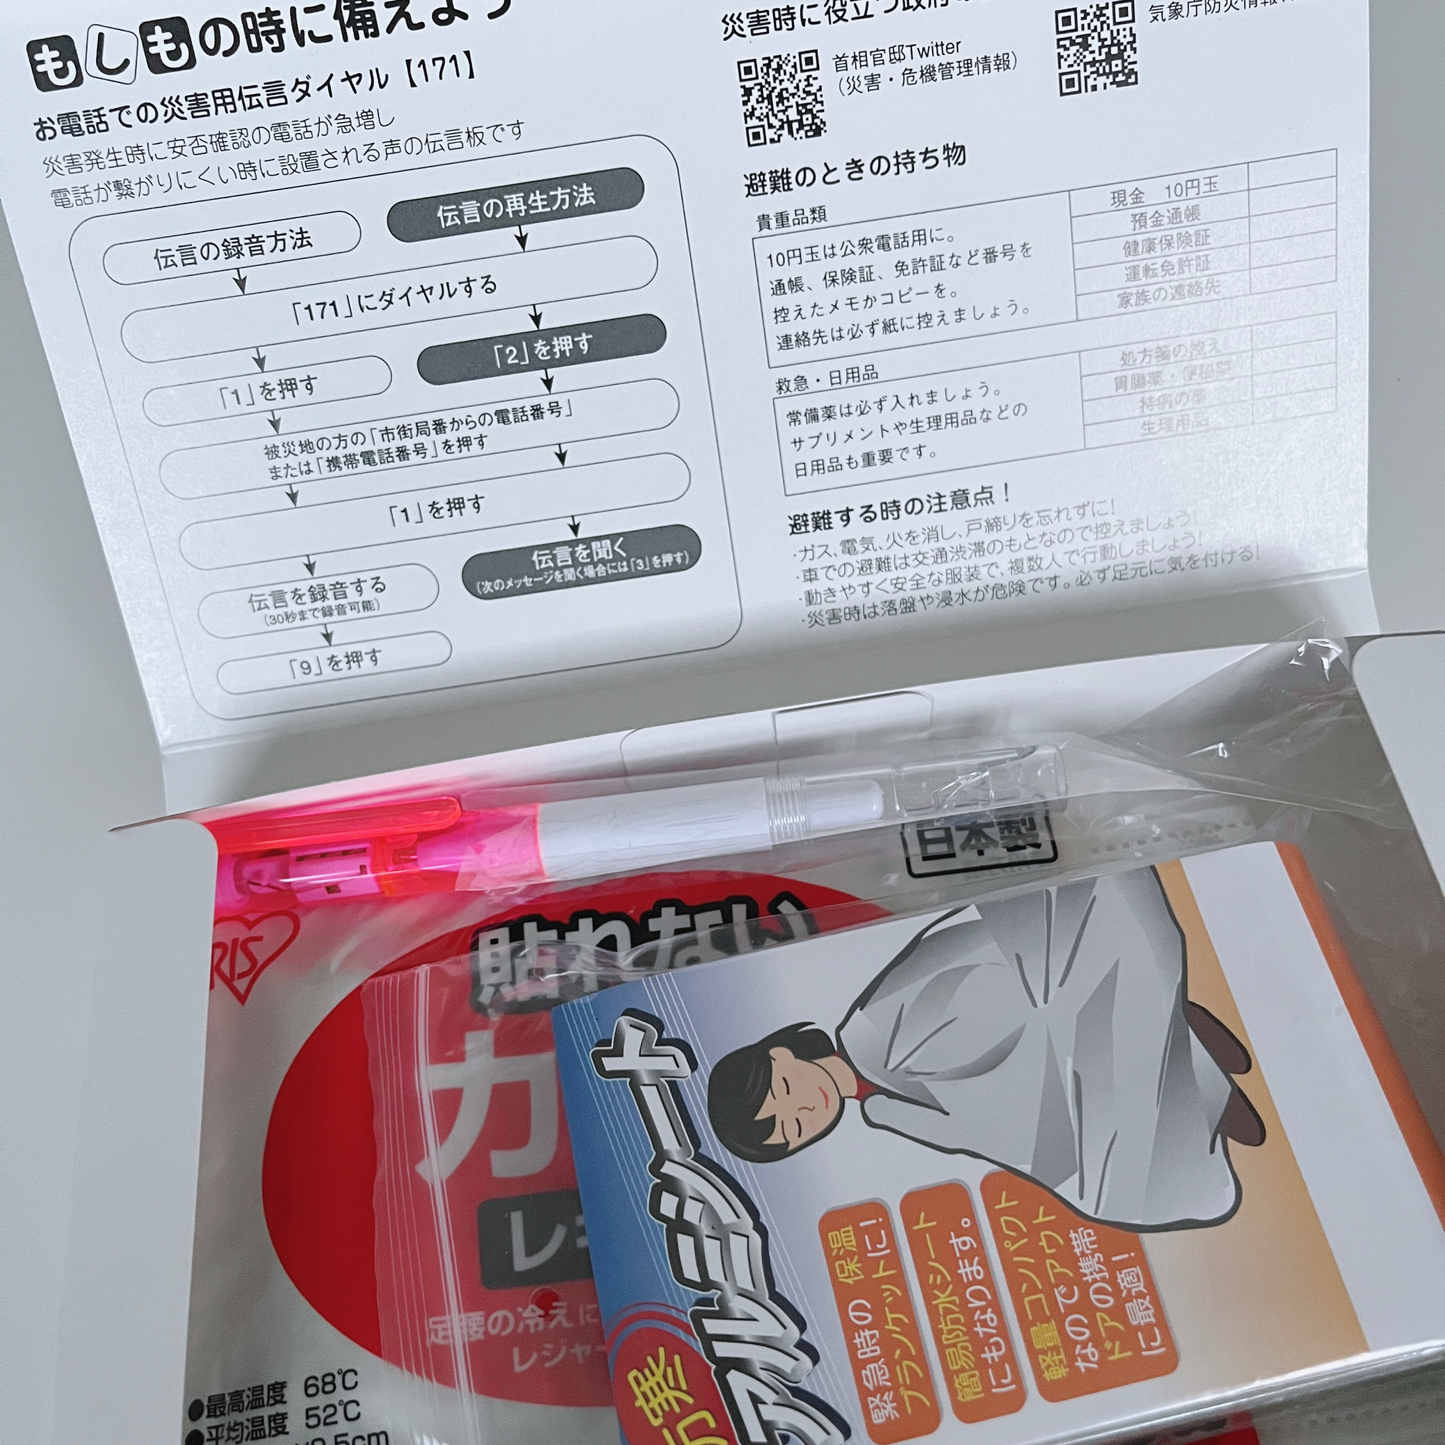 もしもの時に備えよう
お電話での災害用伝言ダイヤル【171】
災害発生時に安否確認の電話が急増し
電話が繋がりにくい時に設置される声の伝言板です
伝言の録音方法
伝言の再生方法
「171」にダイヤルする
「1」を押す
「2」を押す
被災地の方の「市街局番からの電話番号」
または「携帯電話番号」を押す
「1」を押す
伝言を録音する
(30秒まで録音可能)
伝言を聞く
(次のメッセージを聞く場合には「3」を押す)
「9」を押す
災害時に役立つ政府
首相官邸Twitter
(災害・危機管理情報)
気象庁防災情報
避難のときの持ち物
貴重品類
10円玉は公衆電話用に。
通帳、保険証、免許証など番号を
控えたメモかコピーを。
連絡先は必ず紙に控えましょう。
現金 10円玉
預金通帳
健康保険証
運転免許証
家族の連絡先
救急・日用品
常備薬は必ず入れましょう。
サプリメントや生理用品などの
日用品も重要です。
処方箋の控え
胃腸薬・便秘薬
持病の薬
生理用品
避難する時の注意点！
・ガス、電気、火を消し、戸締りを忘れずに！
・車での避難は交通渋滞のもとなので控えましょう！
・動きやすく安全な服装で、複数人で行動しましょう！
・災害時は落盤や浸水が危険です。必ず足元に気を付ける！
日本製
RIS
貼れない
カ
レギ
足腰の冷えに
レジャー
●最高温度 68℃
●平均温度 52℃
9.5cm
防寒
アルミシート
緊急時の 保温
ブランケットに！
簡易防水シート
にもなります。
軽量コンパクト
なのでアウト
ドアの携帯
に最適！